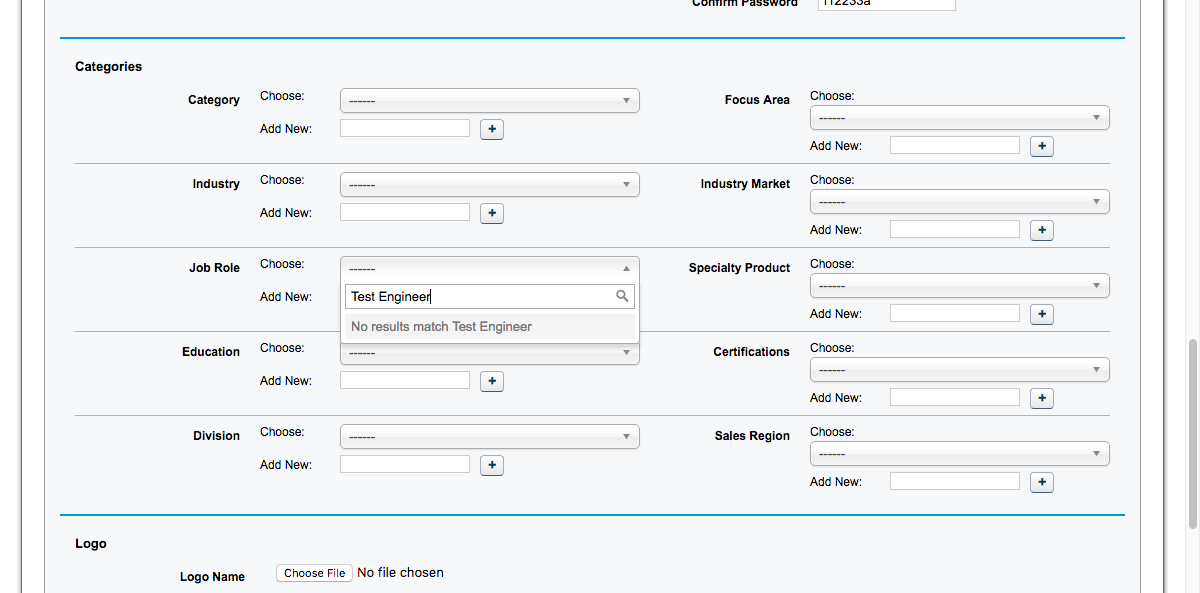 Confirm Password 112233a
Categories
Category Choose: ------
Add New: +
Focus Area Choose:
------
Add New: +
Industry Choose: ------
Add New: +
Industry Market Choose:
------
Add New: +
Job Role Choose: ------
Add New:
Test Engineer
No results match Test Engineer
Specialty Product Choose:
------
Add New: +
Education Choose: ------
Add New: +
Certifications Choose:
------
Add New: +
Division Choose: ------
Add New: +
Sales Region Choose:
------
Add New: +
Logo
Logo Name Choose File No file chosen